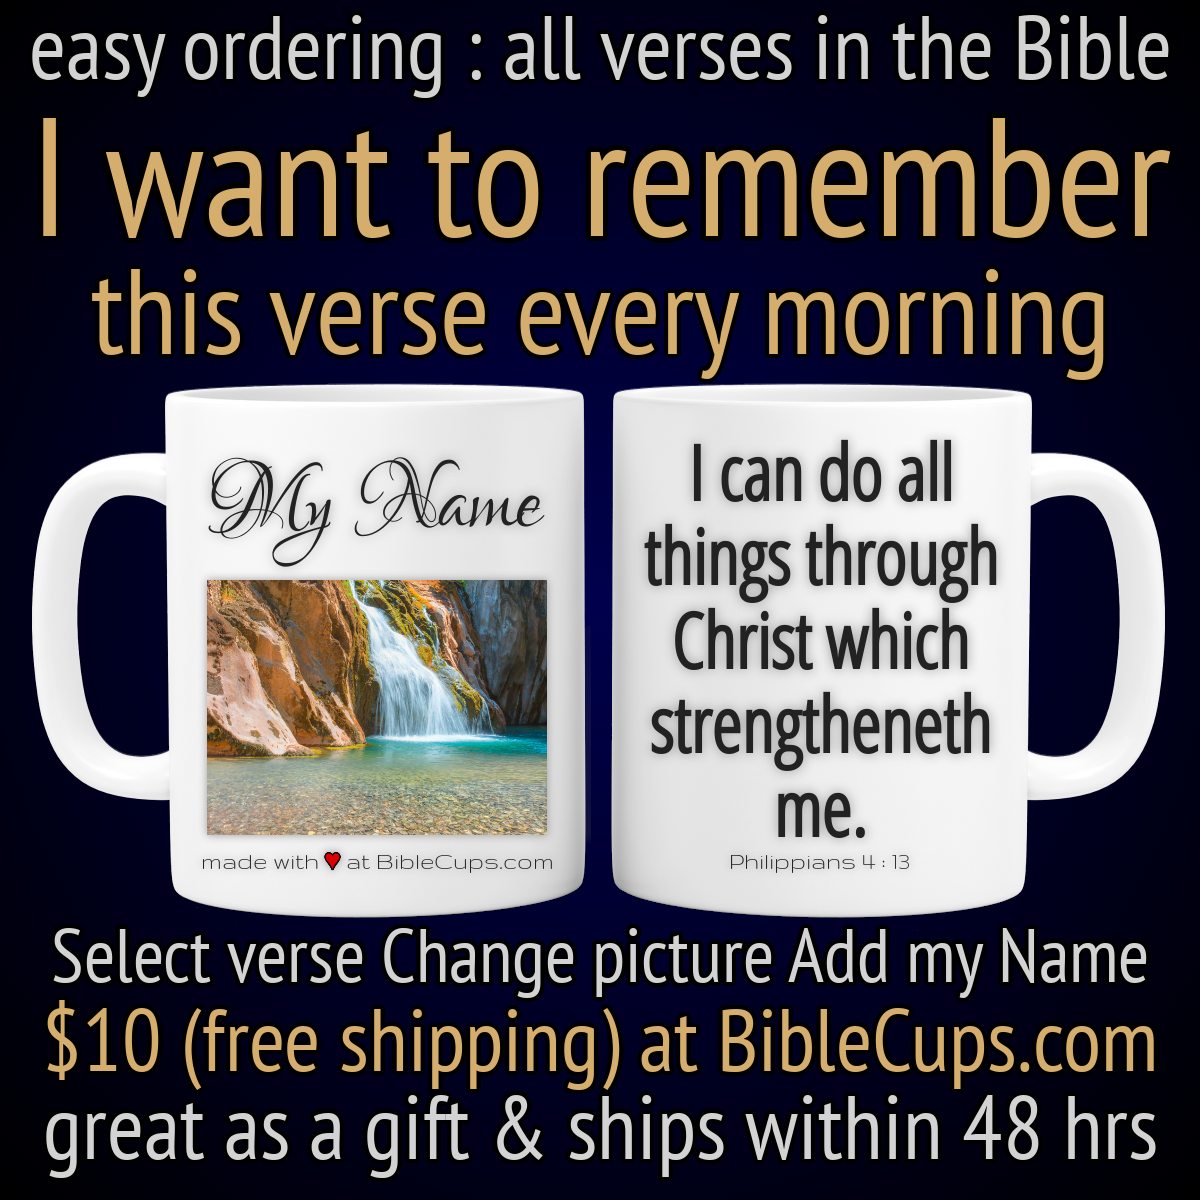 easy ordering : all verses in the Bible
I want to remember
this verse every morning
My Name
made with ♥ at BibleCups.com
I can do all
things through
Christ which
strengtheneth
me.
Philippians 4 : 13
Select verse Change picture Add my Name
$10 (free shipping) at BibleCups.com
great as a gift & ships within 48 hrs